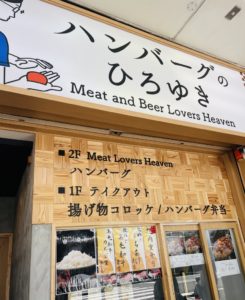 ハンバーグの
ひろゆき
Meat and Beer Lovers Heaven
■2F Meat Lovers Heaven
ハンバーグ
■1F テイクアウト
揚げ物コロッケ/ハンバーグ弁当